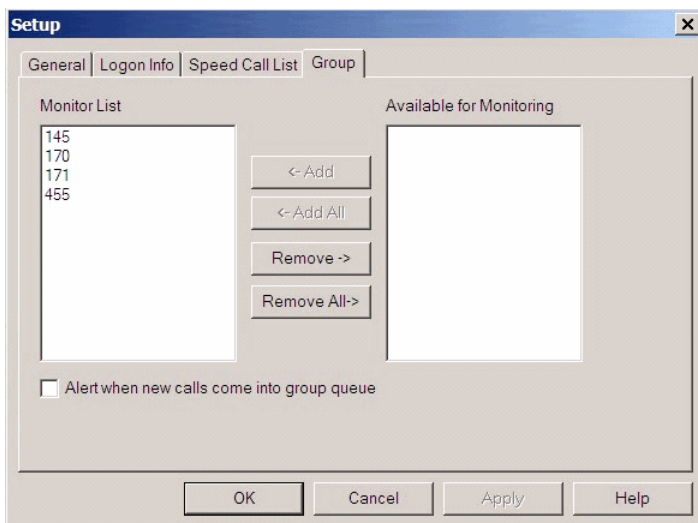 Setup
General
Logon Info
Speed Call List
Group
Monitor List
Available for Monitoring
145
170
171
455
<- Add
<- Add All
Remove ->
Remove All->
Alert when new calls come into group queue
OK
Cancel
Apply
Help